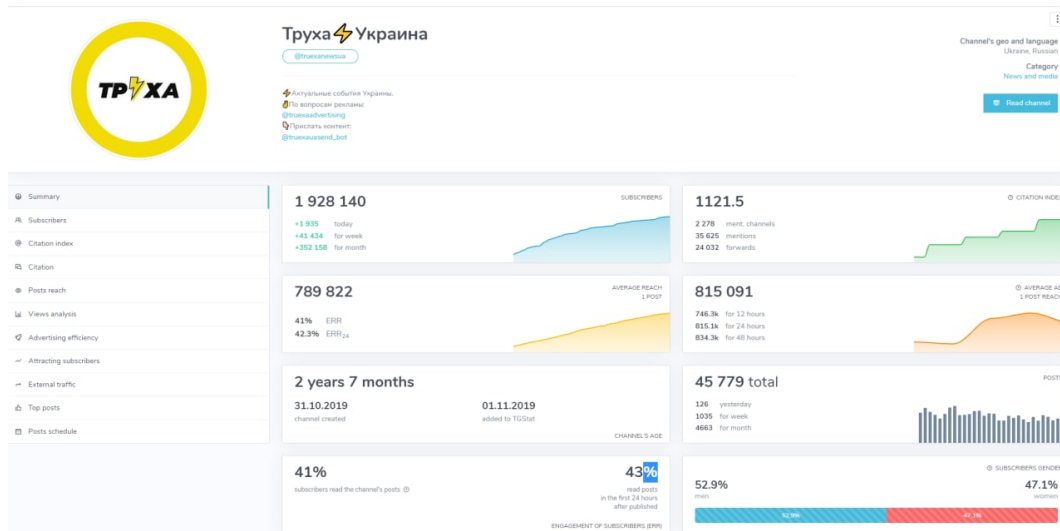 ТРУХА
Труха⚡Украина
@truexanewsua
⚡Актуальные события Украины.
По вопросам рекламы:
@truexaadvertising
Прислать контент:
@truexauasend_bot
Channel's geo and language
Ukraine, Russian
Category
News and media
Read channel
Summary
Subscribers
Citation index
Citation
Posts reach
Views analysis
Advertising efficiency
Attracting subscribers
External traffic
Top posts
Posts schedule
1 928 140
SUBSCRIBERS
+1 935 today
+41 434 for week
+352 158 for month
1121.5
CITATION INDEX
2 278 ment. channels
35 625 mentions
24 032 forwards
789 822
AVERAGE REACH
1 POST
41% ERR
42.3% ERR24
815 091
AVERAGE AD
1 POST REACH
746.3k for 12 hours
815.1k for 24 hours
834.3k for 48 hours
2 years 7 months
31.10.2019
channel created
01.11.2019
added to TGStat
CHANNEL'S AGE
45 779 total
POSTS
126 yesterday
1035 for week
4663 for month
41%
subscribers read the channel's posts
43%
read posts
in the first 24 hours
after published
ENGAGEMENT OF SUBSCRIBERS (ERR)
SUBSCRIBERS GENDER
52.9%
men
47.1%
women
52.9%
47.1%